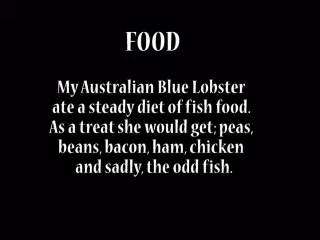 FOOD
My Australian Blue Lobster
ate a steady diet of fish food.
As a treat she would get; peas,
beans, bacon, ham, chicken
and sadly, the odd fish.